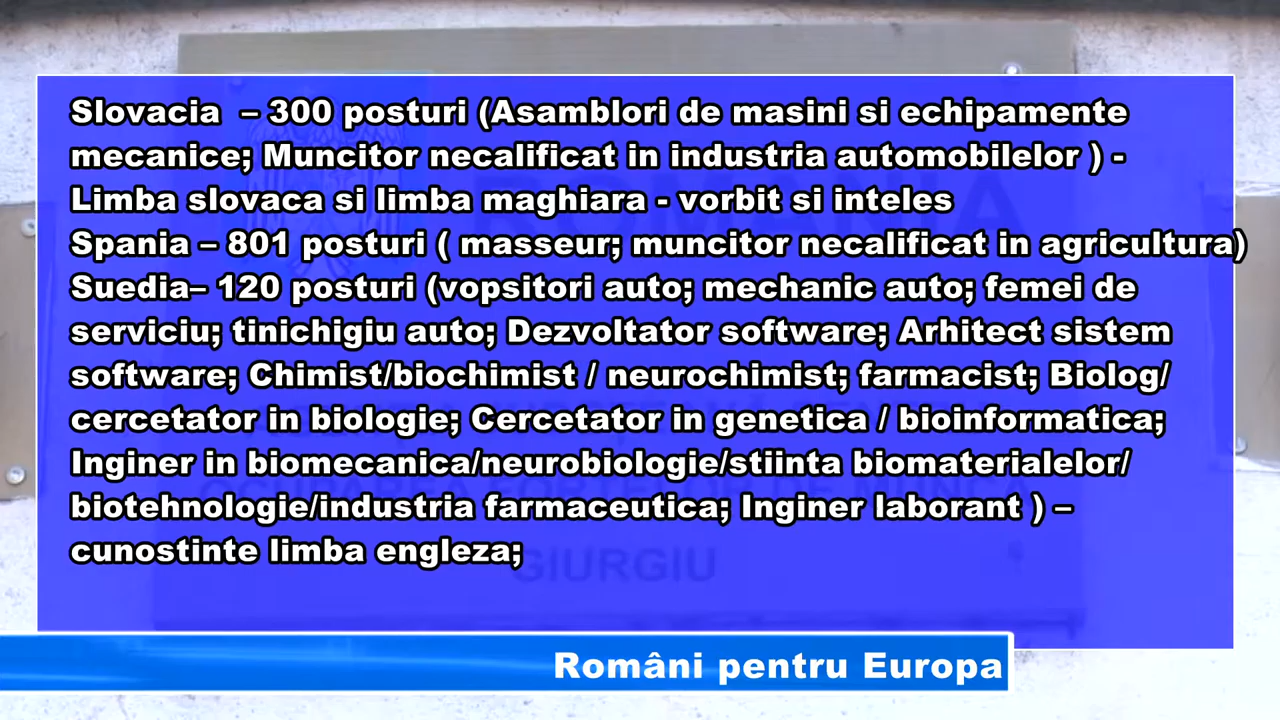 Slovacia – 300 posturi (Asamblori de masini si echipamente
mecanice; Muncitor necalificat in industria automobilelor ) -
Limba slovaca si limba maghiara - vorbit si inteles
Spania – 801 posturi ( masseur; muncitor necalificat in agricultura)
Suedia– 120 posturi (vopsitori auto; mechanic auto; femei de
serviciu; tinichigiu auto; Dezvoltator software; Arhitect sistem
software; Chimist/biochimist / neurochimist; farmacist; Biolog/
cercetator in biologie; Cercetator in genetica / bioinformatica;
Inginer in biomecanica/neurobiologie/stiinta biomaterialelor/
biotehnologie/industria farmaceutica; Inginer laborant ) –
cunostinte limba engleza;
GIURGIU
Români pentru Europa